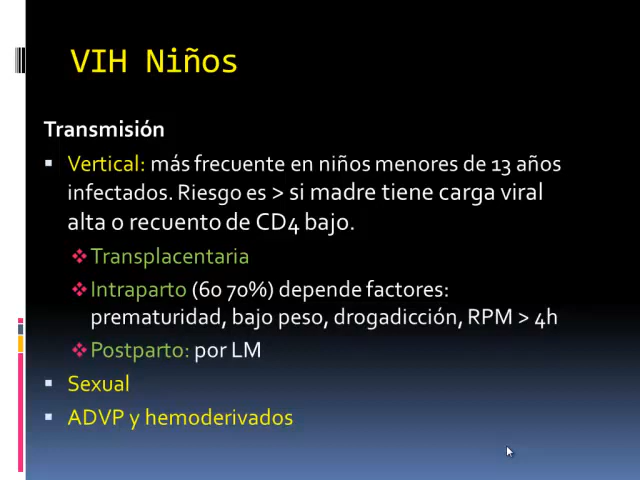 VIH Niños
Transmisión
Vertical: más frecuente en niños menores de 13 años
infectados. Riesgo es > si madre tiene carga viral
alta o recuento de CD4 bajo.
Transplacentaria
Intraparto (60 70%) depende factores:
prematuridad, bajo peso, drogadicción, RPM > 4h
Postparto: por LM
Sexual
ADVP y hemoderivados